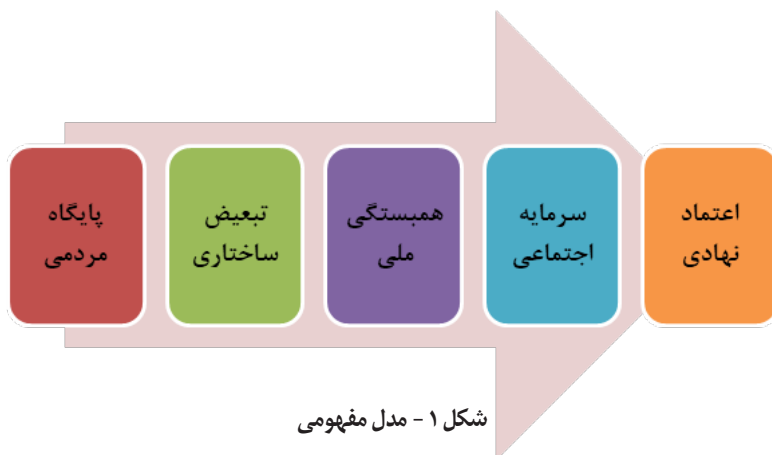 پایگاه
مردمی
تبعیض
ساختاری
همبستگی
ملی
سرمایه
اجتماعی
اعتماد
نهادی
شکل ۱ - مدل مفهومی